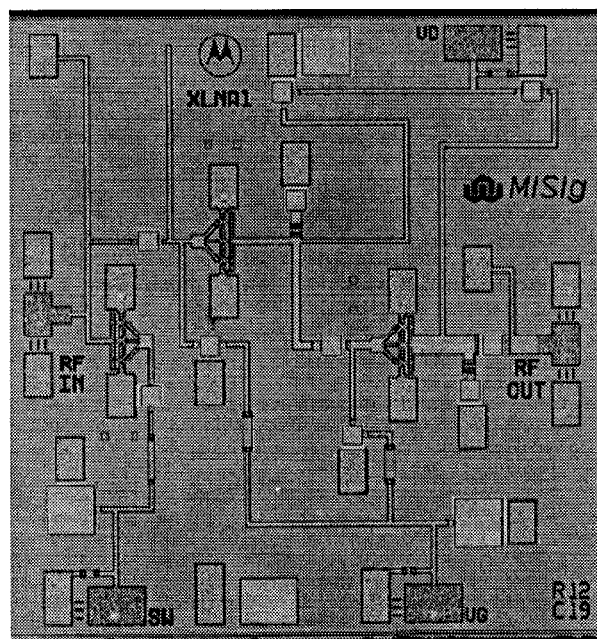 VD
XLNA1
MISig
RF
IN
RF
OUT
SW
VG
R12
C19